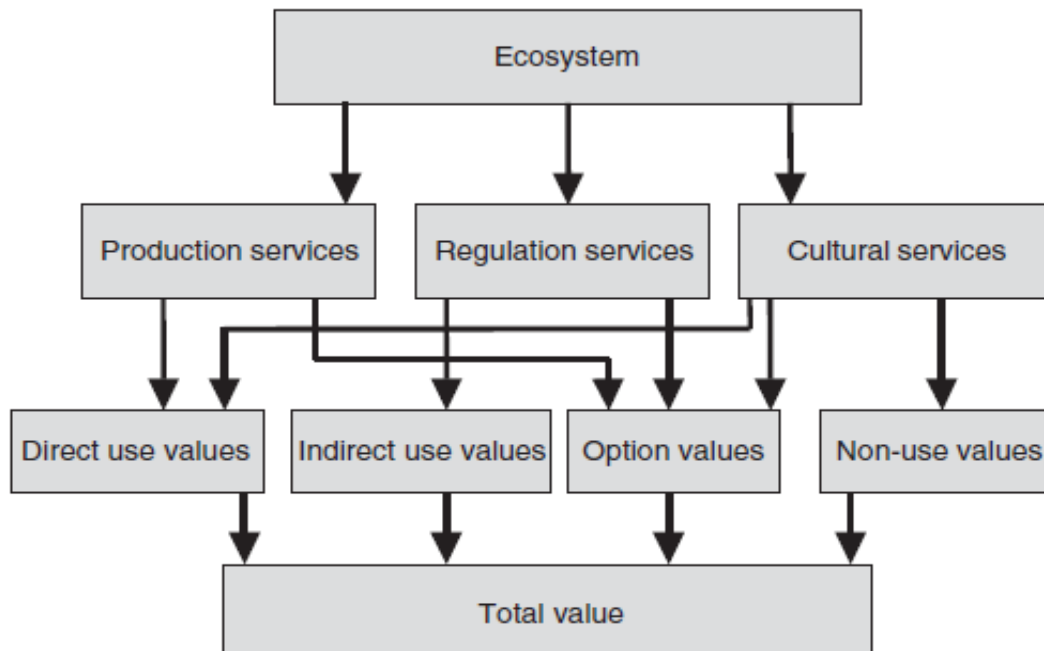 Ecosystem
Production services
Regulation services
Cultural services
Direct use values
Indirect use values
Option values
Non-use values
Total value